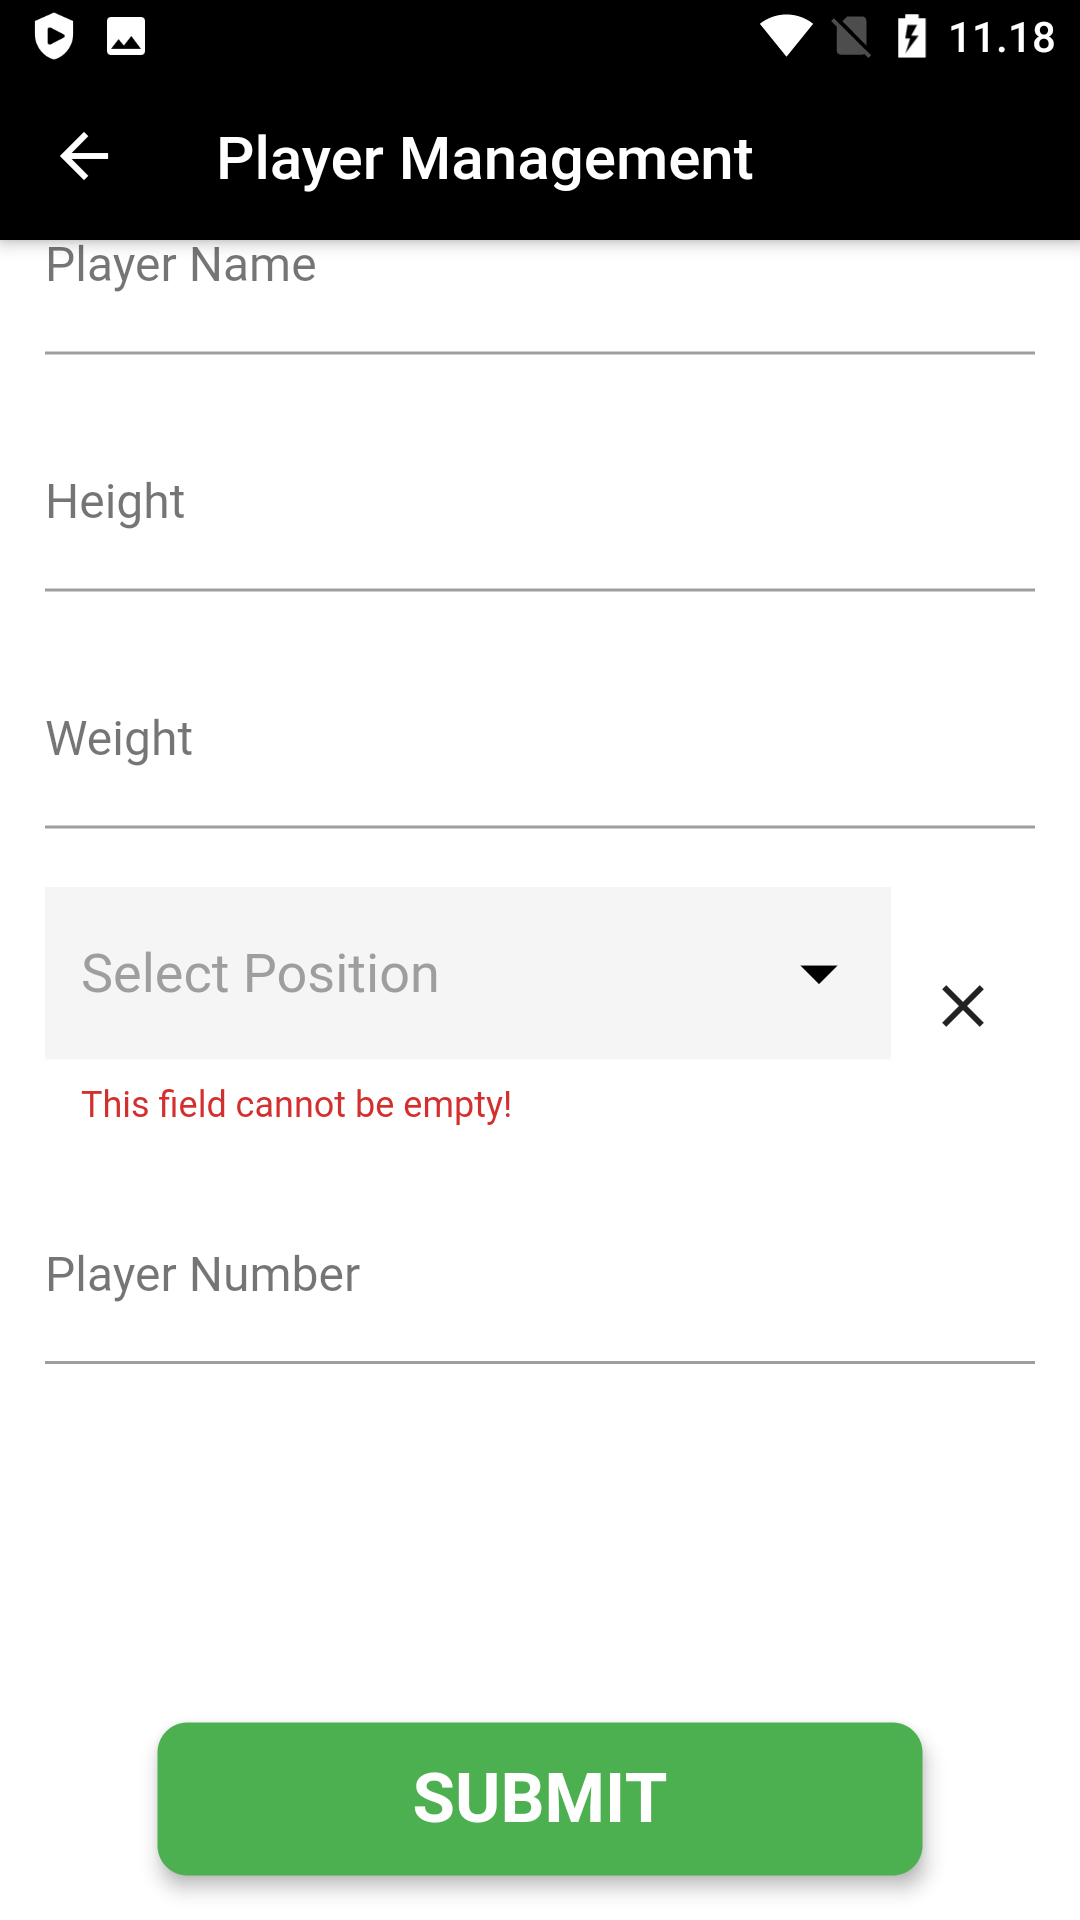 11.18
Player Management
Player Name
Height
Weight
Select Position
This field cannot be empty!
Player Number
SUBMIT